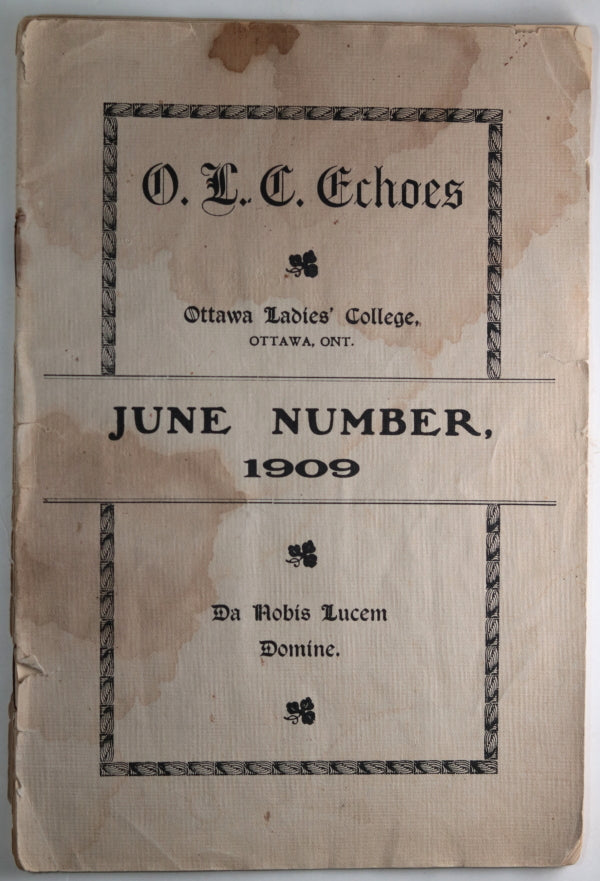 O. L. C. Echoes
Ottawa Ladies' College,
OTTAWA, ONT.
JUNE NUMBER,
1909
Da Nobis Lucem
Domine.